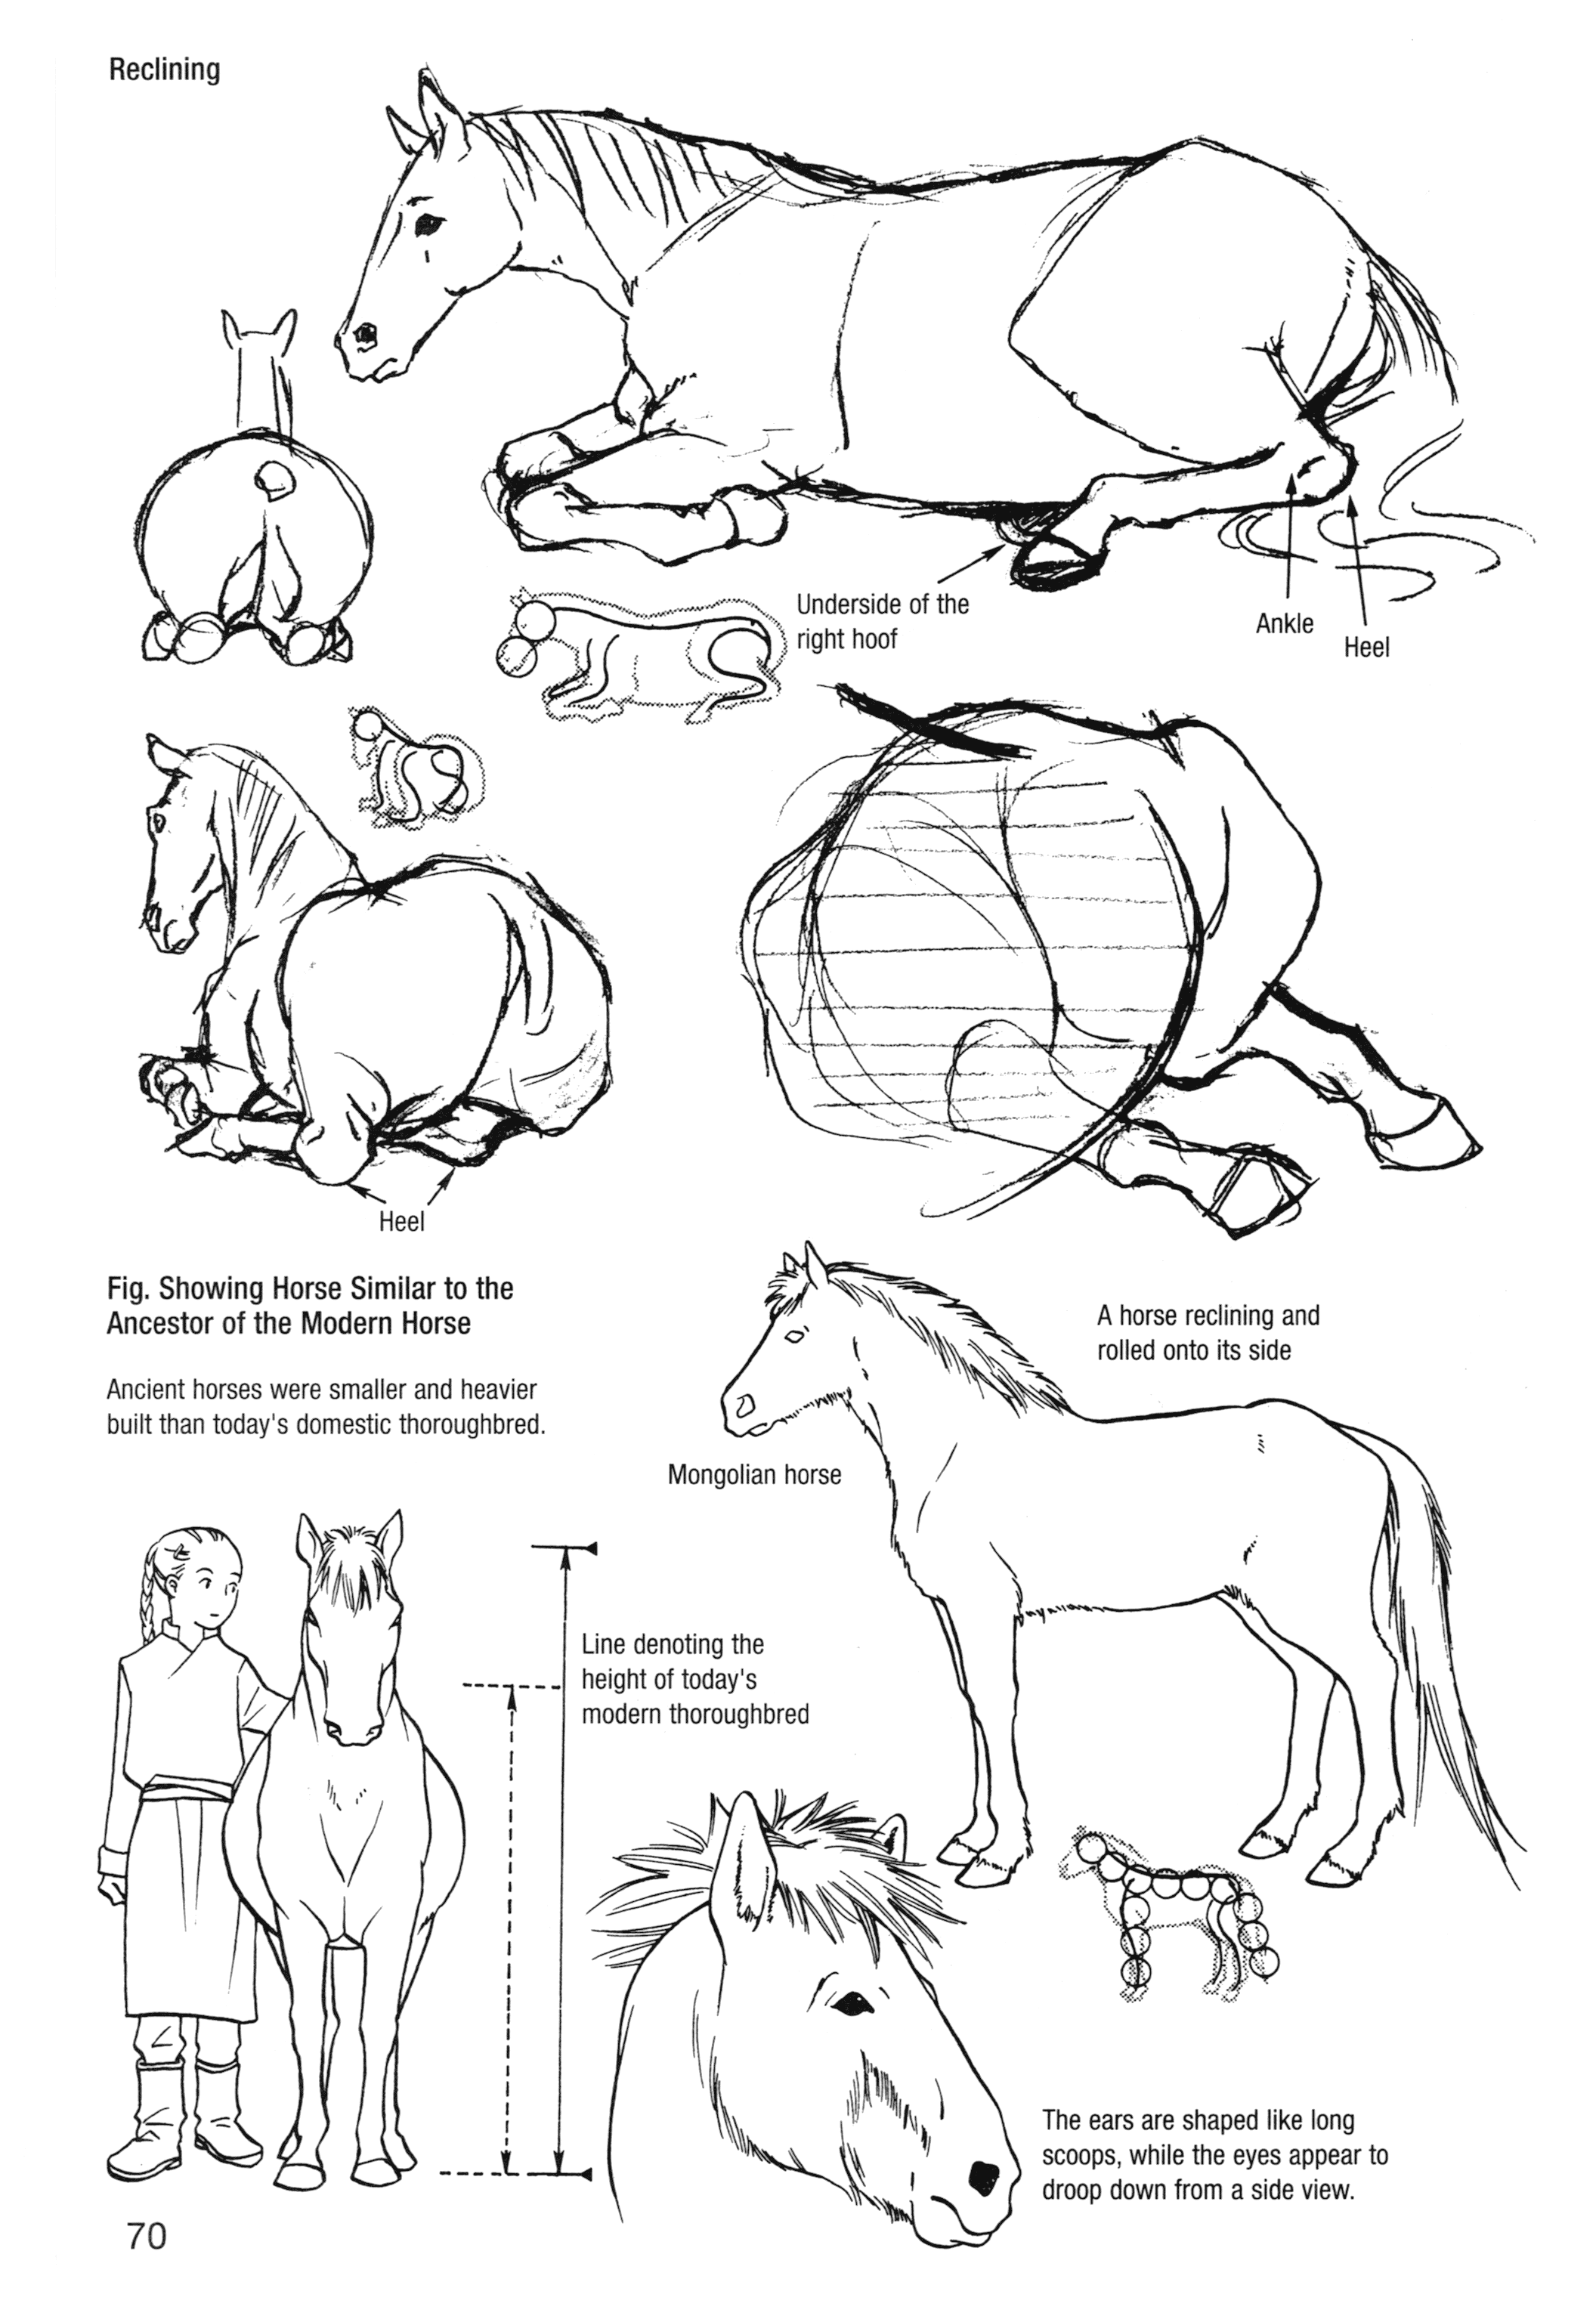 Reclining
Underside of the
right hoof
Ankle
Heel
Heel
Fig. Showing Horse Similar to the
Ancestor of the Modern Horse
Ancient horses were smaller and heavier
built than today's domestic thoroughbred.
A horse reclining and
rolled onto its side
Mongolian horse
Line denoting the
height of today's
modern thoroughbred
The ears are shaped like long
scoops, while the eyes appear to
droop down from a side view.
70